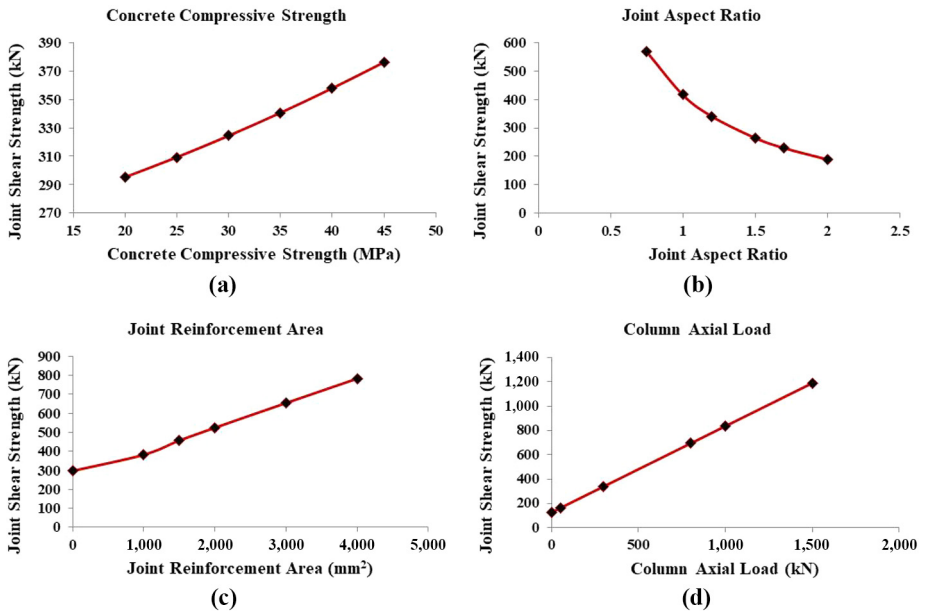 Concrete Compressive Strength
Joint Shear Strength (kN)
390
370
350
330
310
290
270
15 20 25 30 35 40 45 50
Concrete Compressive Strength (MPa)
(a)
Joint Aspect Ratio
Joint Shear Strength (kN)
600
500
400
300
200
100
0
0 0.5 1 1.5 2 2.5
Joint Aspect Ratio
(b)
Joint Reinforcement Area
Joint Shear Strength (kN)
900
800
700
600
500
400
300
200
100
0
0 1,000 2,000 3,000 4,000 5,000
Joint Reinforcement Area (mm²)
(c)
Column Axial Load
Joint Shear Strength (kN)
1,400
1,200
1,000
800
600
400
200
0
0 500 1,000 1,500 2,000
Column Axial Load (kN)
(d)